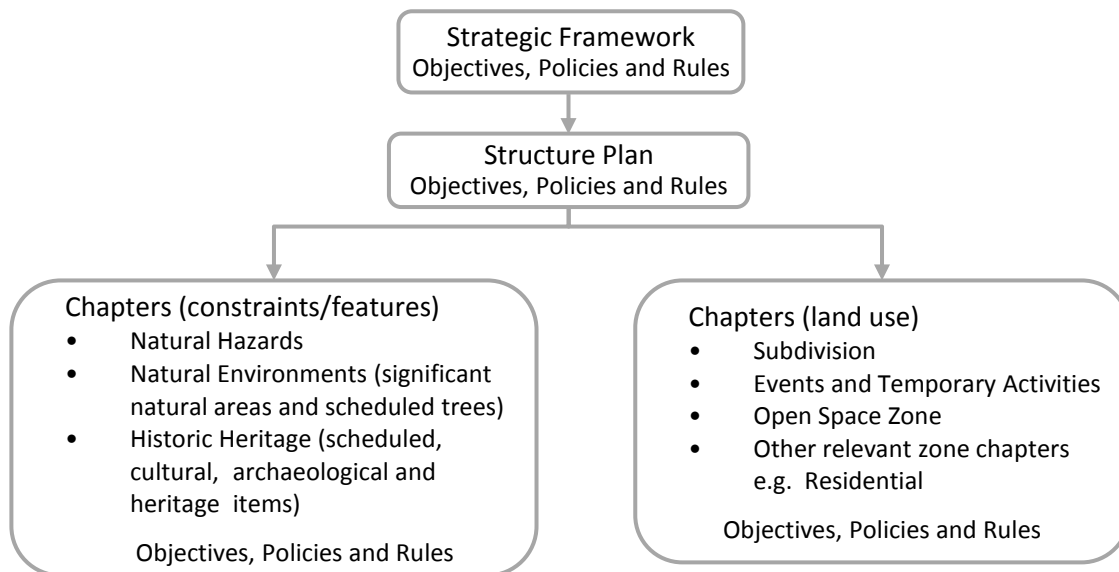 Strategic Framework
Objectives, Policies and Rules
Structure Plan
Objectives, Policies and Rules
Chapters (constraints/features)
• Natural Hazards
• Natural Environments (significant
natural areas and scheduled trees)
• Historic Heritage (scheduled,
cultural, archaeological and
heritage items)
Objectives, Policies and Rules
Chapters (land use)
• Subdivision
• Events and Temporary Activities
• Open Space Zone
• Other relevant zone chapters
e.g. Residential
Objectives, Policies and Rules